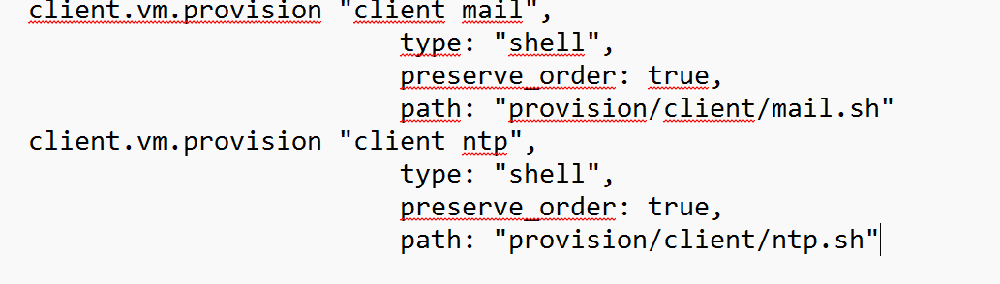 client.vm.provision "client mail",
type: "shell",
preserve_order: true,
path: "provision/client/mail.sh"
client.vm.provision "client ntp",
type: "shell",
preserve_order: true,
path: "provision/client/ntp.sh"